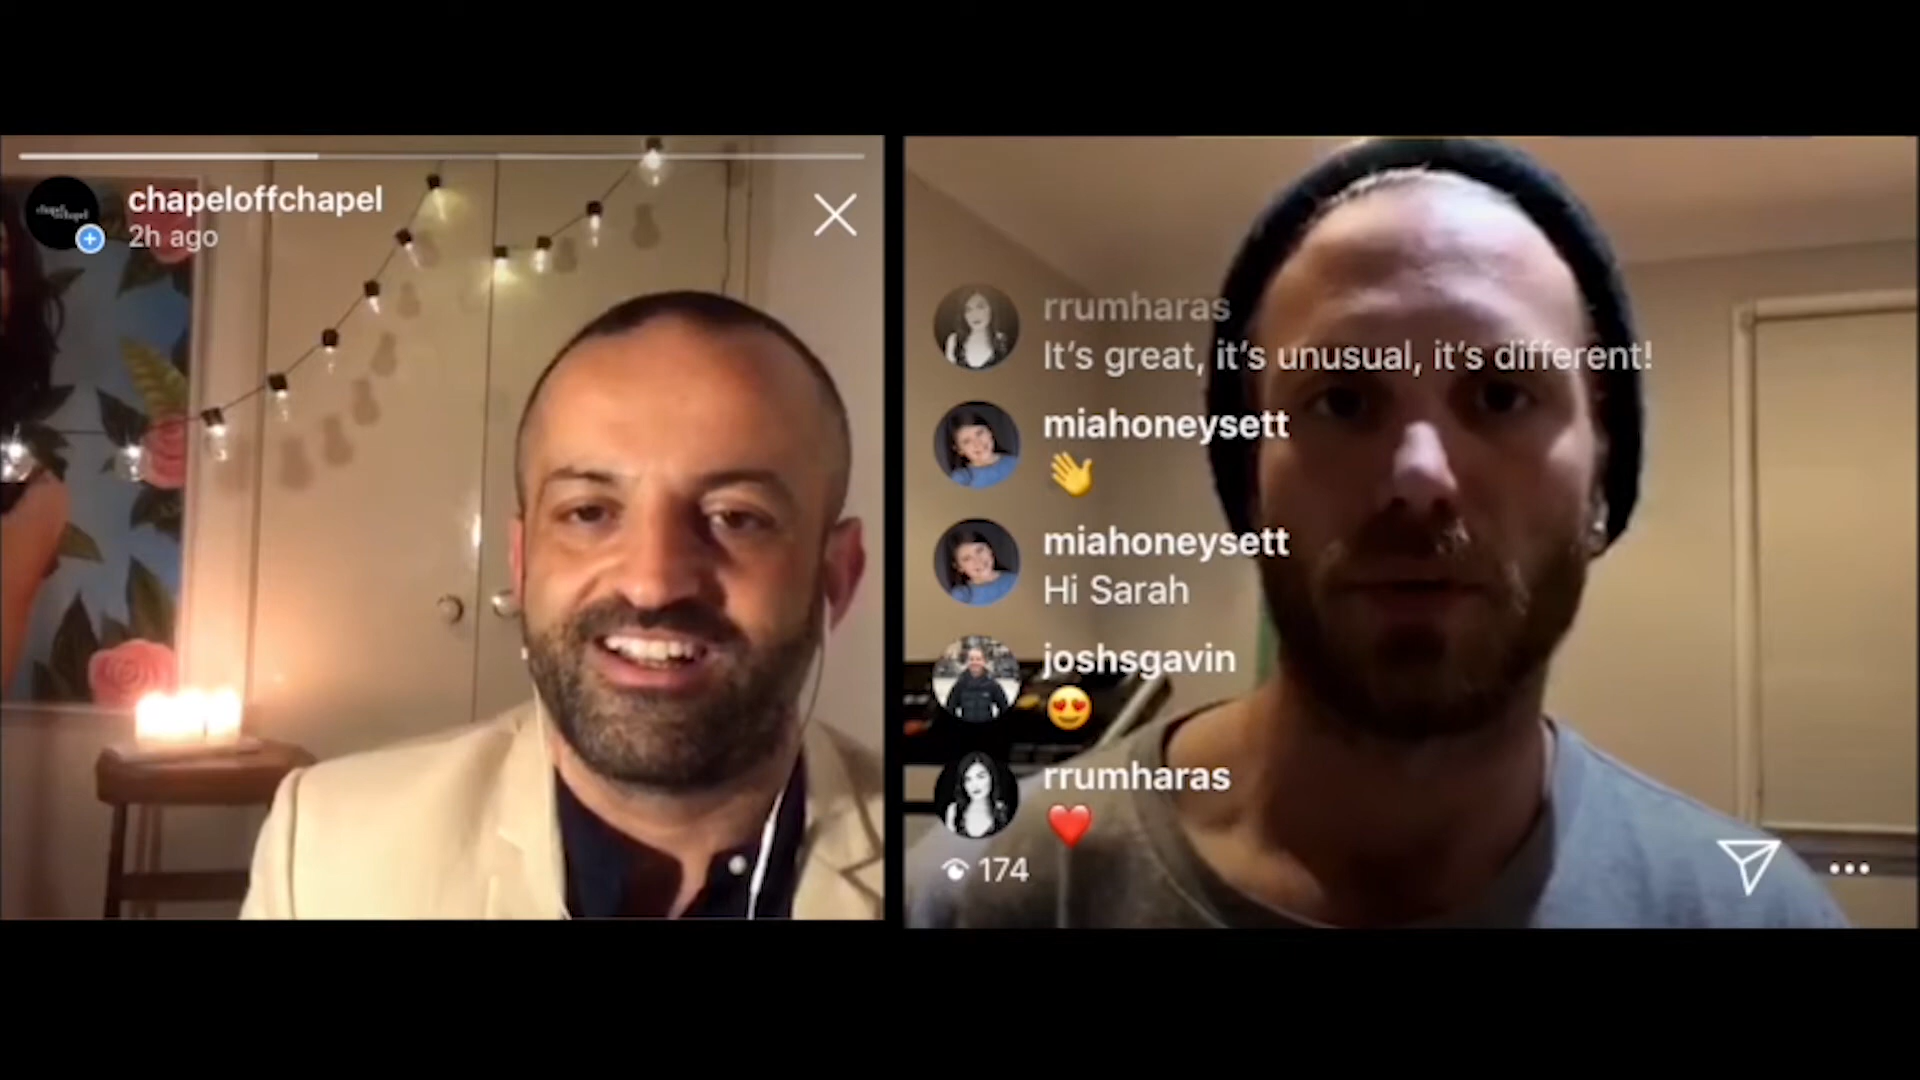 chapeloffchapel
2h ago
rrumharas
It's great, it's unusual, it's different!
miahoneysett
👋
miahoneysett
Hi Sarah
joshsgavin
😍
rrumharas
❤️
174